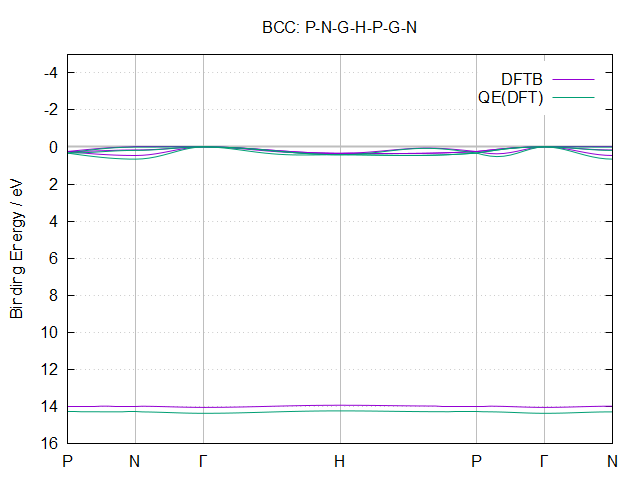 BCC: P-N-G-H-P-G-N
DFTB
QE(DFT)
Binding Energy / eV
-4
-2
0
2
4
6
8
10
12
14
16
P N Γ H P Γ N